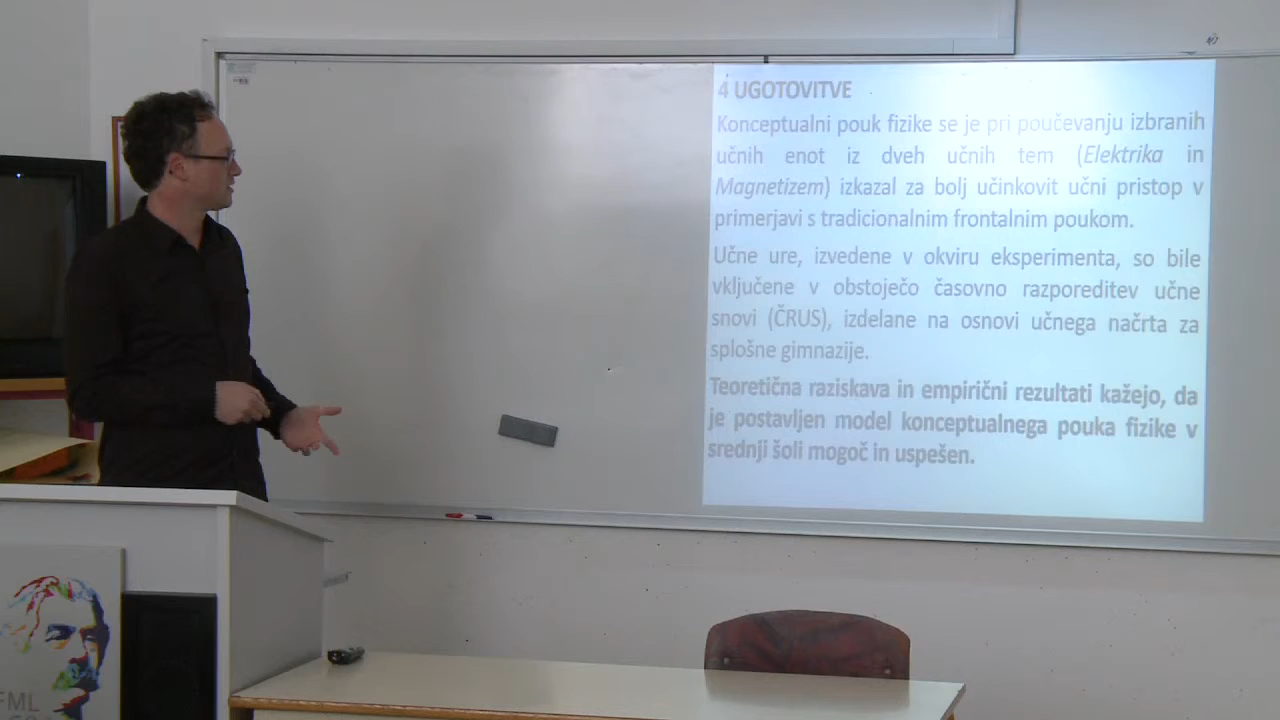 4 UGOTOVITVE
Konceptualni pouk fizike se je pri poučevanju izbranih
učnih enot iz dveh učnih tem (Elektrika in
Magnetizem) izkazal za bolj učinkovit učni pristop v
primerjavi s tradicionalnim frontalnim poukom.
Učne ure, izvedene v okviru eksperimenta, so bile
vključene v obstoječo časovno razporeditev učne
snovi (ČRUS), izdelane na osnovi učnega načrta za
splošne gimnazije.
Teoretična raziskava in empirični rezultati kažejo, da
je postavljen model konceptualnega pouka fizike v
srednji šoli mogoč in uspešen.
FML